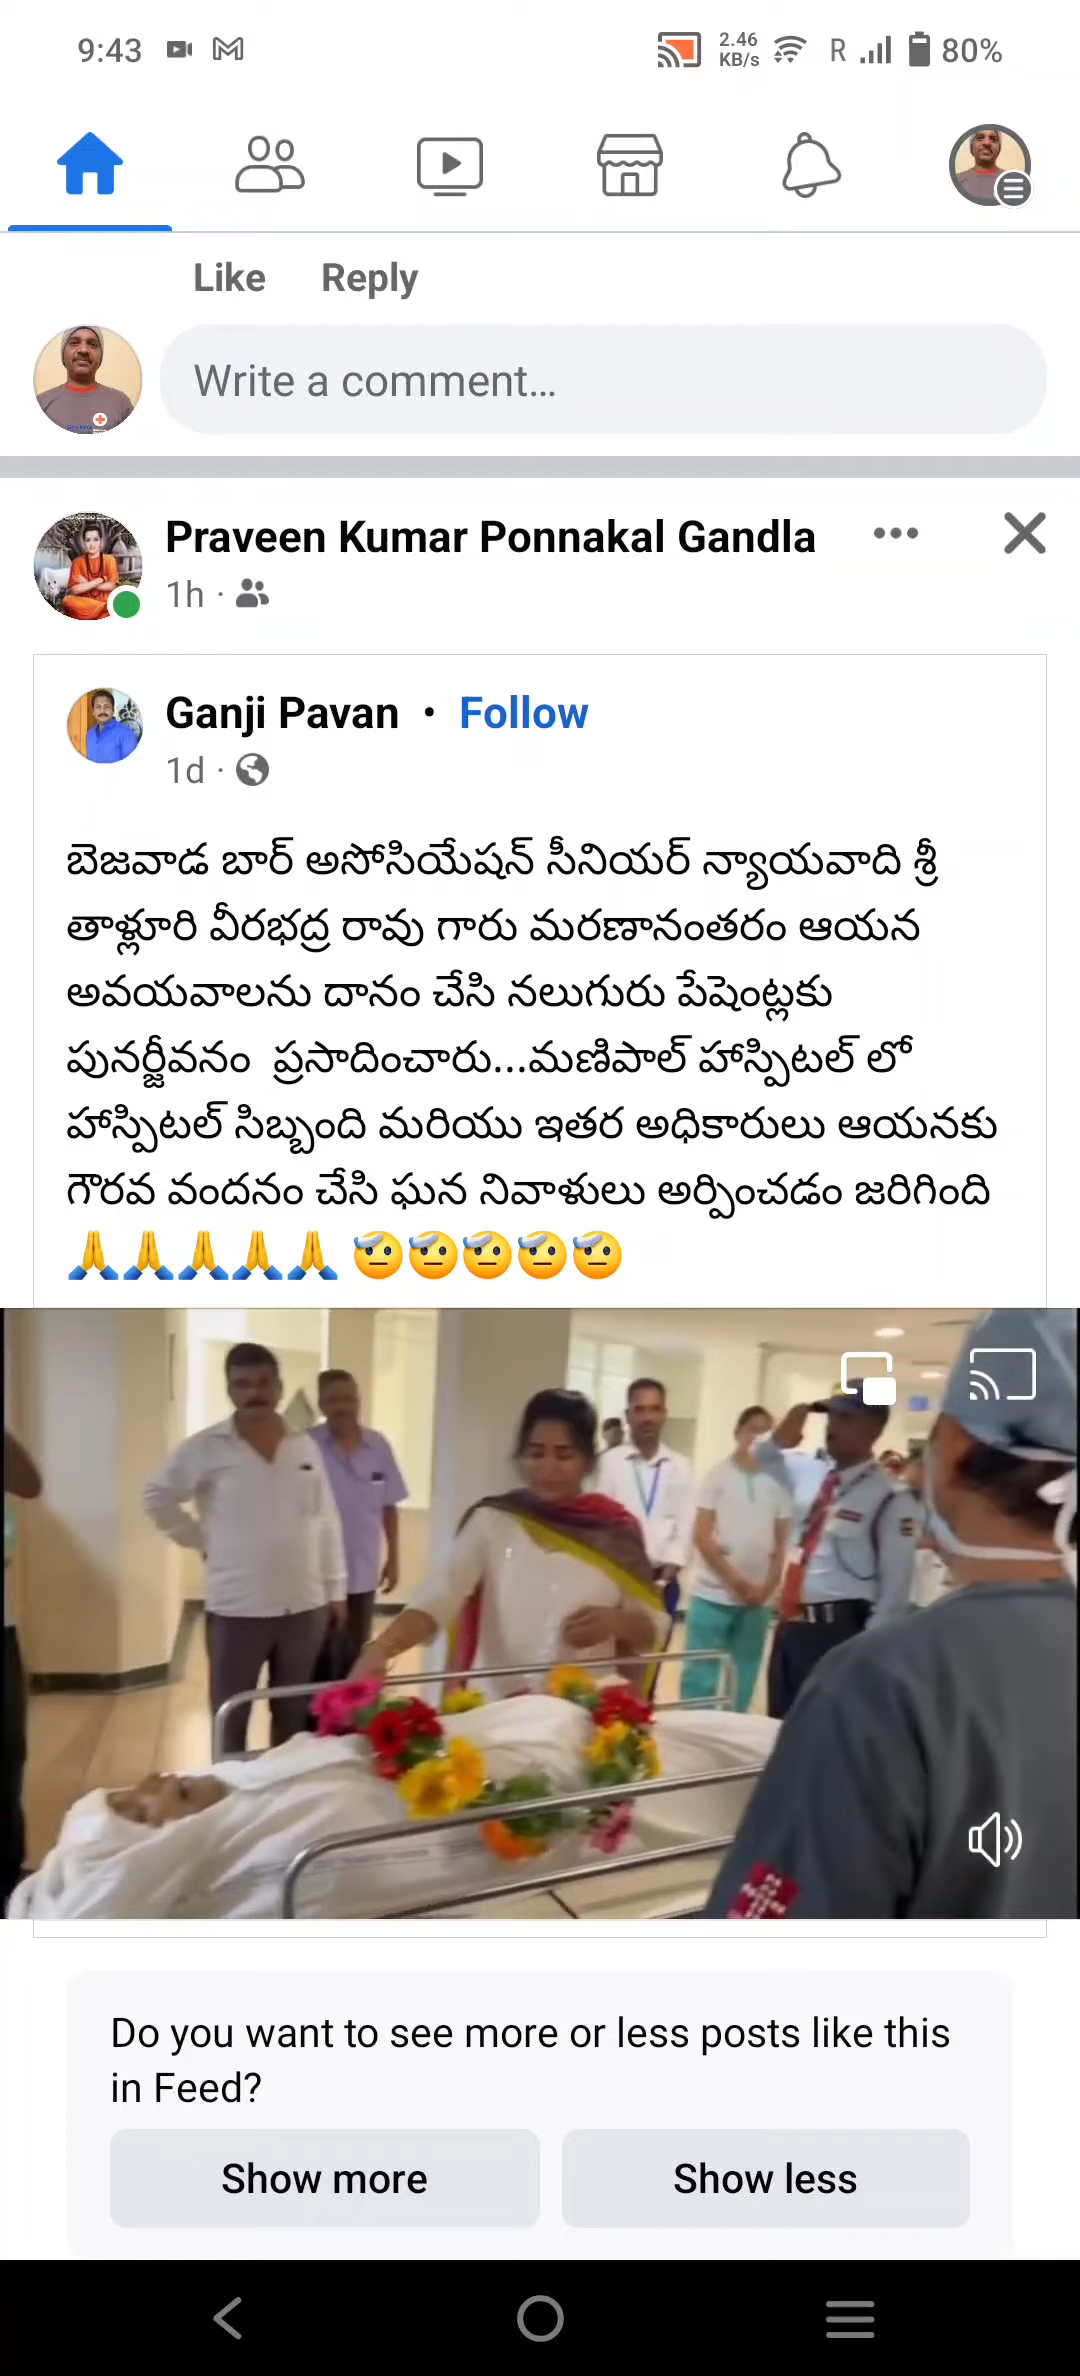 9:43
2.46
KB/s
R
80%
Like Reply
Write a comment...
Praveen Kumar Ponnakal Gandla
1h ·
Ganji Pavan • Follow
1d ·
బెజవాడ బార్ అసోసియేషన్ సీనియర్ న్యాయవాది శ్రీ
తాళ్లూరి వీరభద్ర రావు గారు మరణానంతరం ఆయన
అవయవాలను దానం చేసి నలుగురు పేషెంట్లకు
పునర్జీవనం ప్రసాదించారు...మణిపాల్ హాస్పిటల్ లో
హాస్పిటల్ సిబ్బంది మరియు ఇతర అధికారులు ఆయనకు
గౌరవ వందనం చేసి ఘన నివాళులు అర్పించడం జరిగింది
🙏🙏🙏🙏🙏 🤕🤕🤕🤕🤕
Do you want to see more or less posts like this
in Feed?
Show more Show less